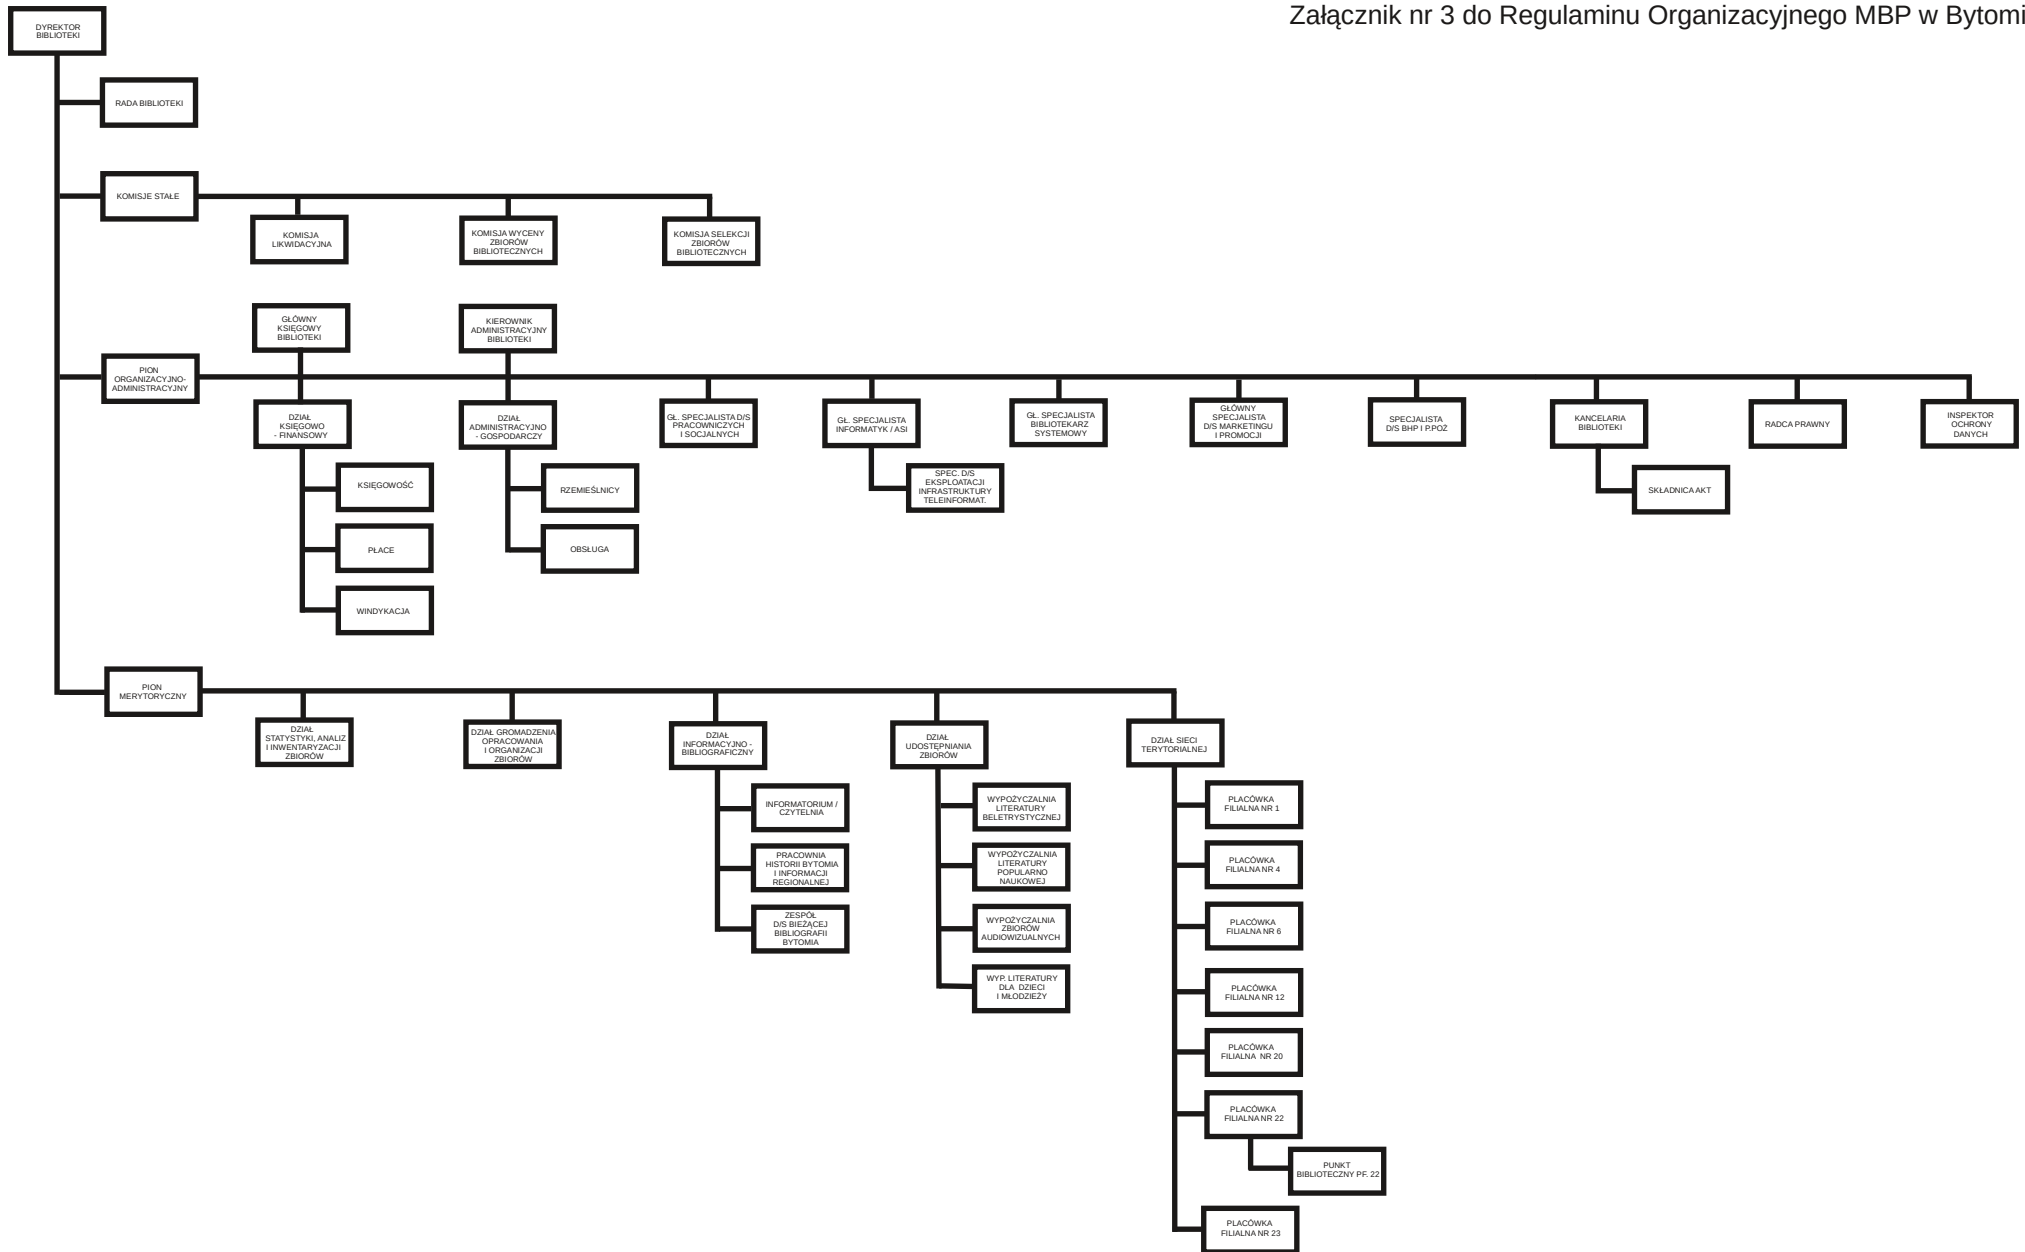 Załącznik nr 3 do Regulaminu Organizacyjnego MBP w Bytomi
DYREKTOR
BIBLIOTEKI
RADA BIBLIOTEKI
KOMISJE STAŁE
KOMISJA
LIKWIDACYJNA
KOMISJA WYCENY
ZBIORÓW
BIBLIOTECZNYCH
KOMISJA SELEKCJI
ZBIORÓW
BIBLIOTECZNYCH
GŁÓWNY
KSIĘGOWY
BIBLIOTEKI
KIEROWNIK
ADMINISTRACYJNY
BIBLIOTEKI
PION
ORGANIZACYJNO-
ADMINISTRACYJNY
DZIAŁ
KSIĘGOWO
- FINANSOWY
DZIAŁ
ADMINISTRACYJNO
- GOSPODARCZY
GŁ. SPECJALISTA D/S
PRACOWNICZYCH
I SOCJALNYCH
GŁ. SPECJALISTA
INFORMATYK / ASI
GŁ. SPECJALISTA
BIBLIOTEKARZ
SYSTEMOWY
GŁÓWNY
SPECJALISTA
D/S MARKETINGU
I PROMOCJI
SPECJALISTA
D/S BHP I P.POŻ
KANCELARIA
BIBLIOTEKI
RADCA PRAWNY
INSPEKTOR
OCHRONY
DANYCH
KSIĘGOWOŚĆ
PŁACE
WINDYKACJA
RZEMIEŚLNICY
OBSŁUGA
SPEC. D/S
EKSPLOATACJI
INFRASTRUKTURY
TELEINFORMAT.
SKŁADNICA AKT
PION
MERYTORYCZNY
DZIAŁ
STATYSTYKI, ANALIZ
I INWENTARYZACJI
ZBIORÓW
DZIAŁ GROMADZENIA
OPRACOWANIA
I ORGANIZACJI
ZBIORÓW
DZIAŁ
INFORMACYJNO -
BIBLIOGRAFICZNY
DZIAŁ
UDOSTĘPNIANIA
ZBIORÓW
DZIAŁ SIECI
TERYTORIALNEJ
INFORMATORIUM /
CZYTELNIA
PRACOWNIA
HISTORII BYTOMIA
I INFORMACJI
REGIONALNEJ
ZESPÓŁ
D/S BIEŻĄCEJ
BIBLIOGRAFII
BYTOMIA
WYPOŻYCZALNIA
LITERATURY
BELETRYSTYCZNEJ
WYPOŻYCZALNIA
LITERATURY
POPULARNO
NAUKOWEJ
WYPOŻYCZALNIA
ZBIORÓW
AUDIOWIZUALNYCH
WYP. LITERATURY
DLA DZIECI
I MŁODZIEŻY
PLACÓWKA
FILIALNA NR 1
PLACÓWKA
FILIALNA NR 4
PLACÓWKA
FILIALNA NR 6
PLACÓWKA
FILIALNA NR 12
PLACÓWKA
FILIALNA NR 20
PLACÓWKA
FILIALNA NR 22
PUNKT
BIBLIOTECZNY PF. 22
PLACÓWKA
FILIALNA NR 23